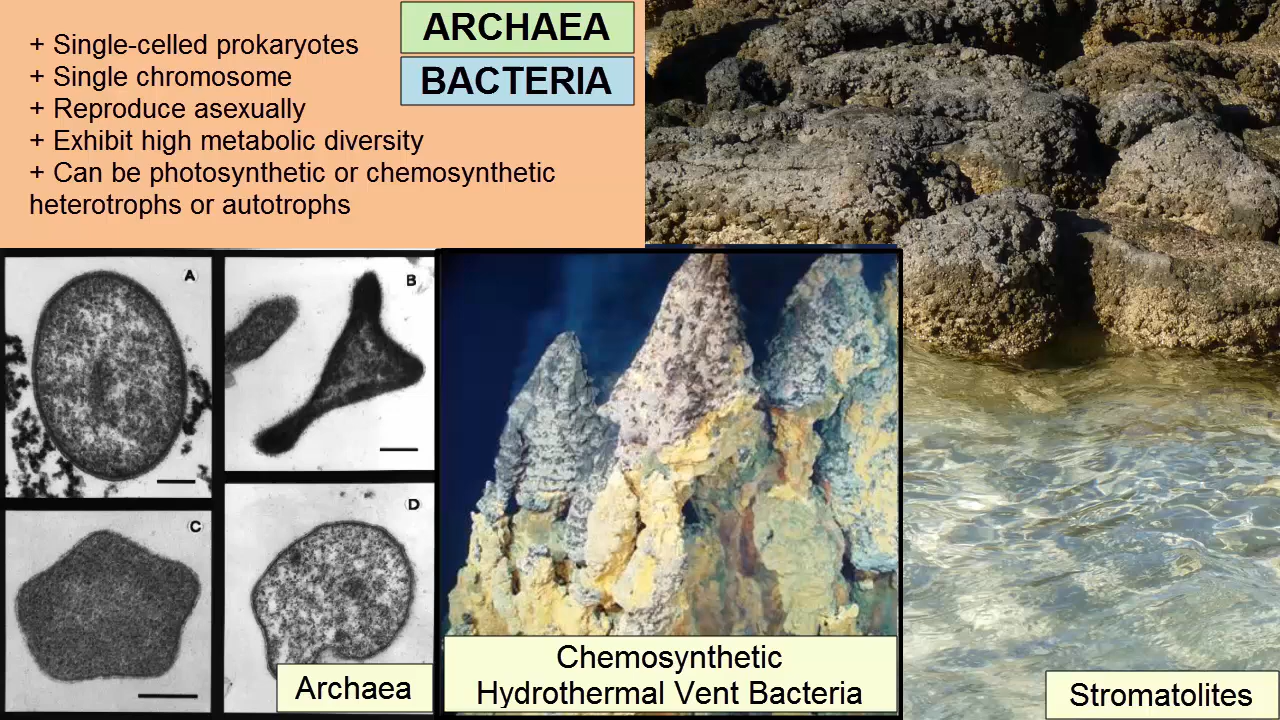 + Single-celled prokaryotes
+ Single chromosome
+ Reproduce asexually
+ Exhibit high metabolic diversity
+ Can be photosynthetic or chemosynthetic
heterotrophs or autotrophs
ARCHAEA
BACTERIA
A
B
C
D
Archaea
Chemosynthetic
Hydrothermal Vent Bacteria
Stromatolites